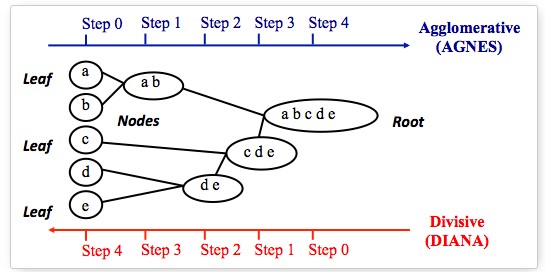 Step 0 Step 1 Step 2 Step 3 Step 4
Agglomerative
(AGNES)
Leaf
a
a b
b
Nodes
a b c d e
Root
Leaf
c
c d e
d
d e
Leaf
e
Divisive
(DIANA)
Step 4 Step 3 Step 2 Step 1 Step 0